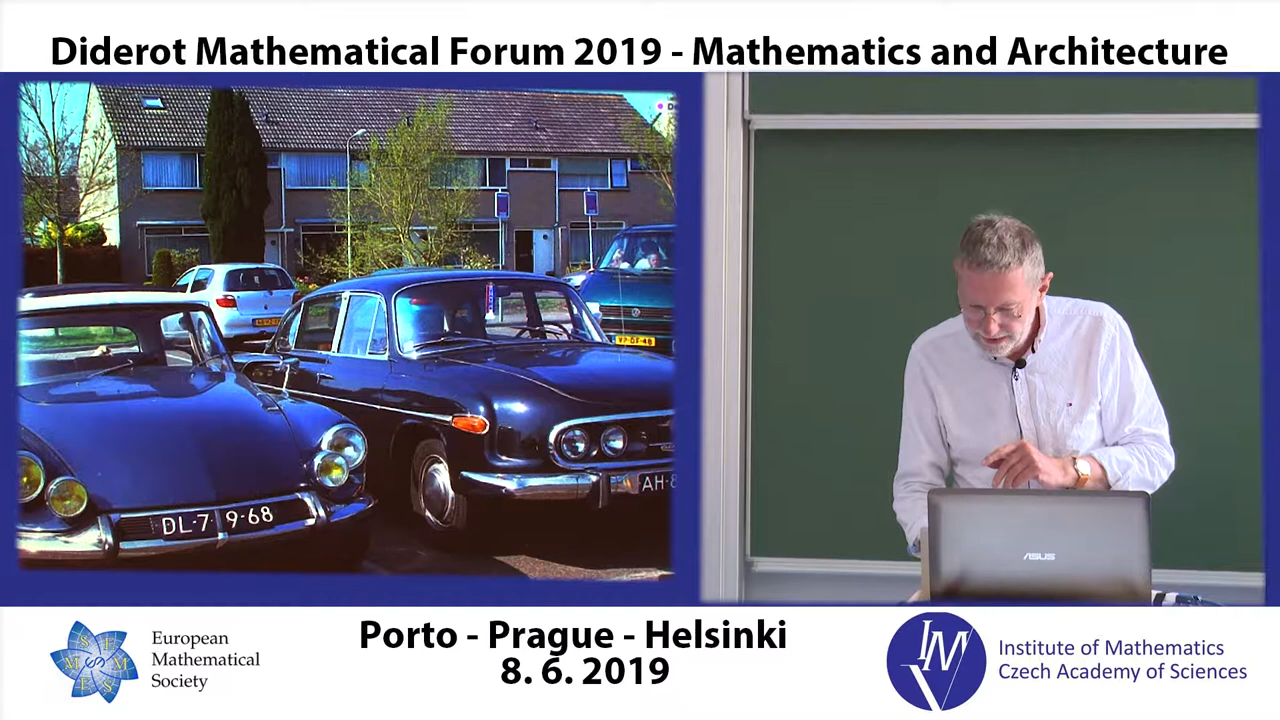 Diderot Mathematical Forum 2019 - Mathematics and Architecture
DL-7 9-68
AH-8
ASUS
European
Mathematical
Society
Porto - Prague - Helsinki
8. 6. 2019
IMV
Institute of Mathematics
Czech Academy of Sciences